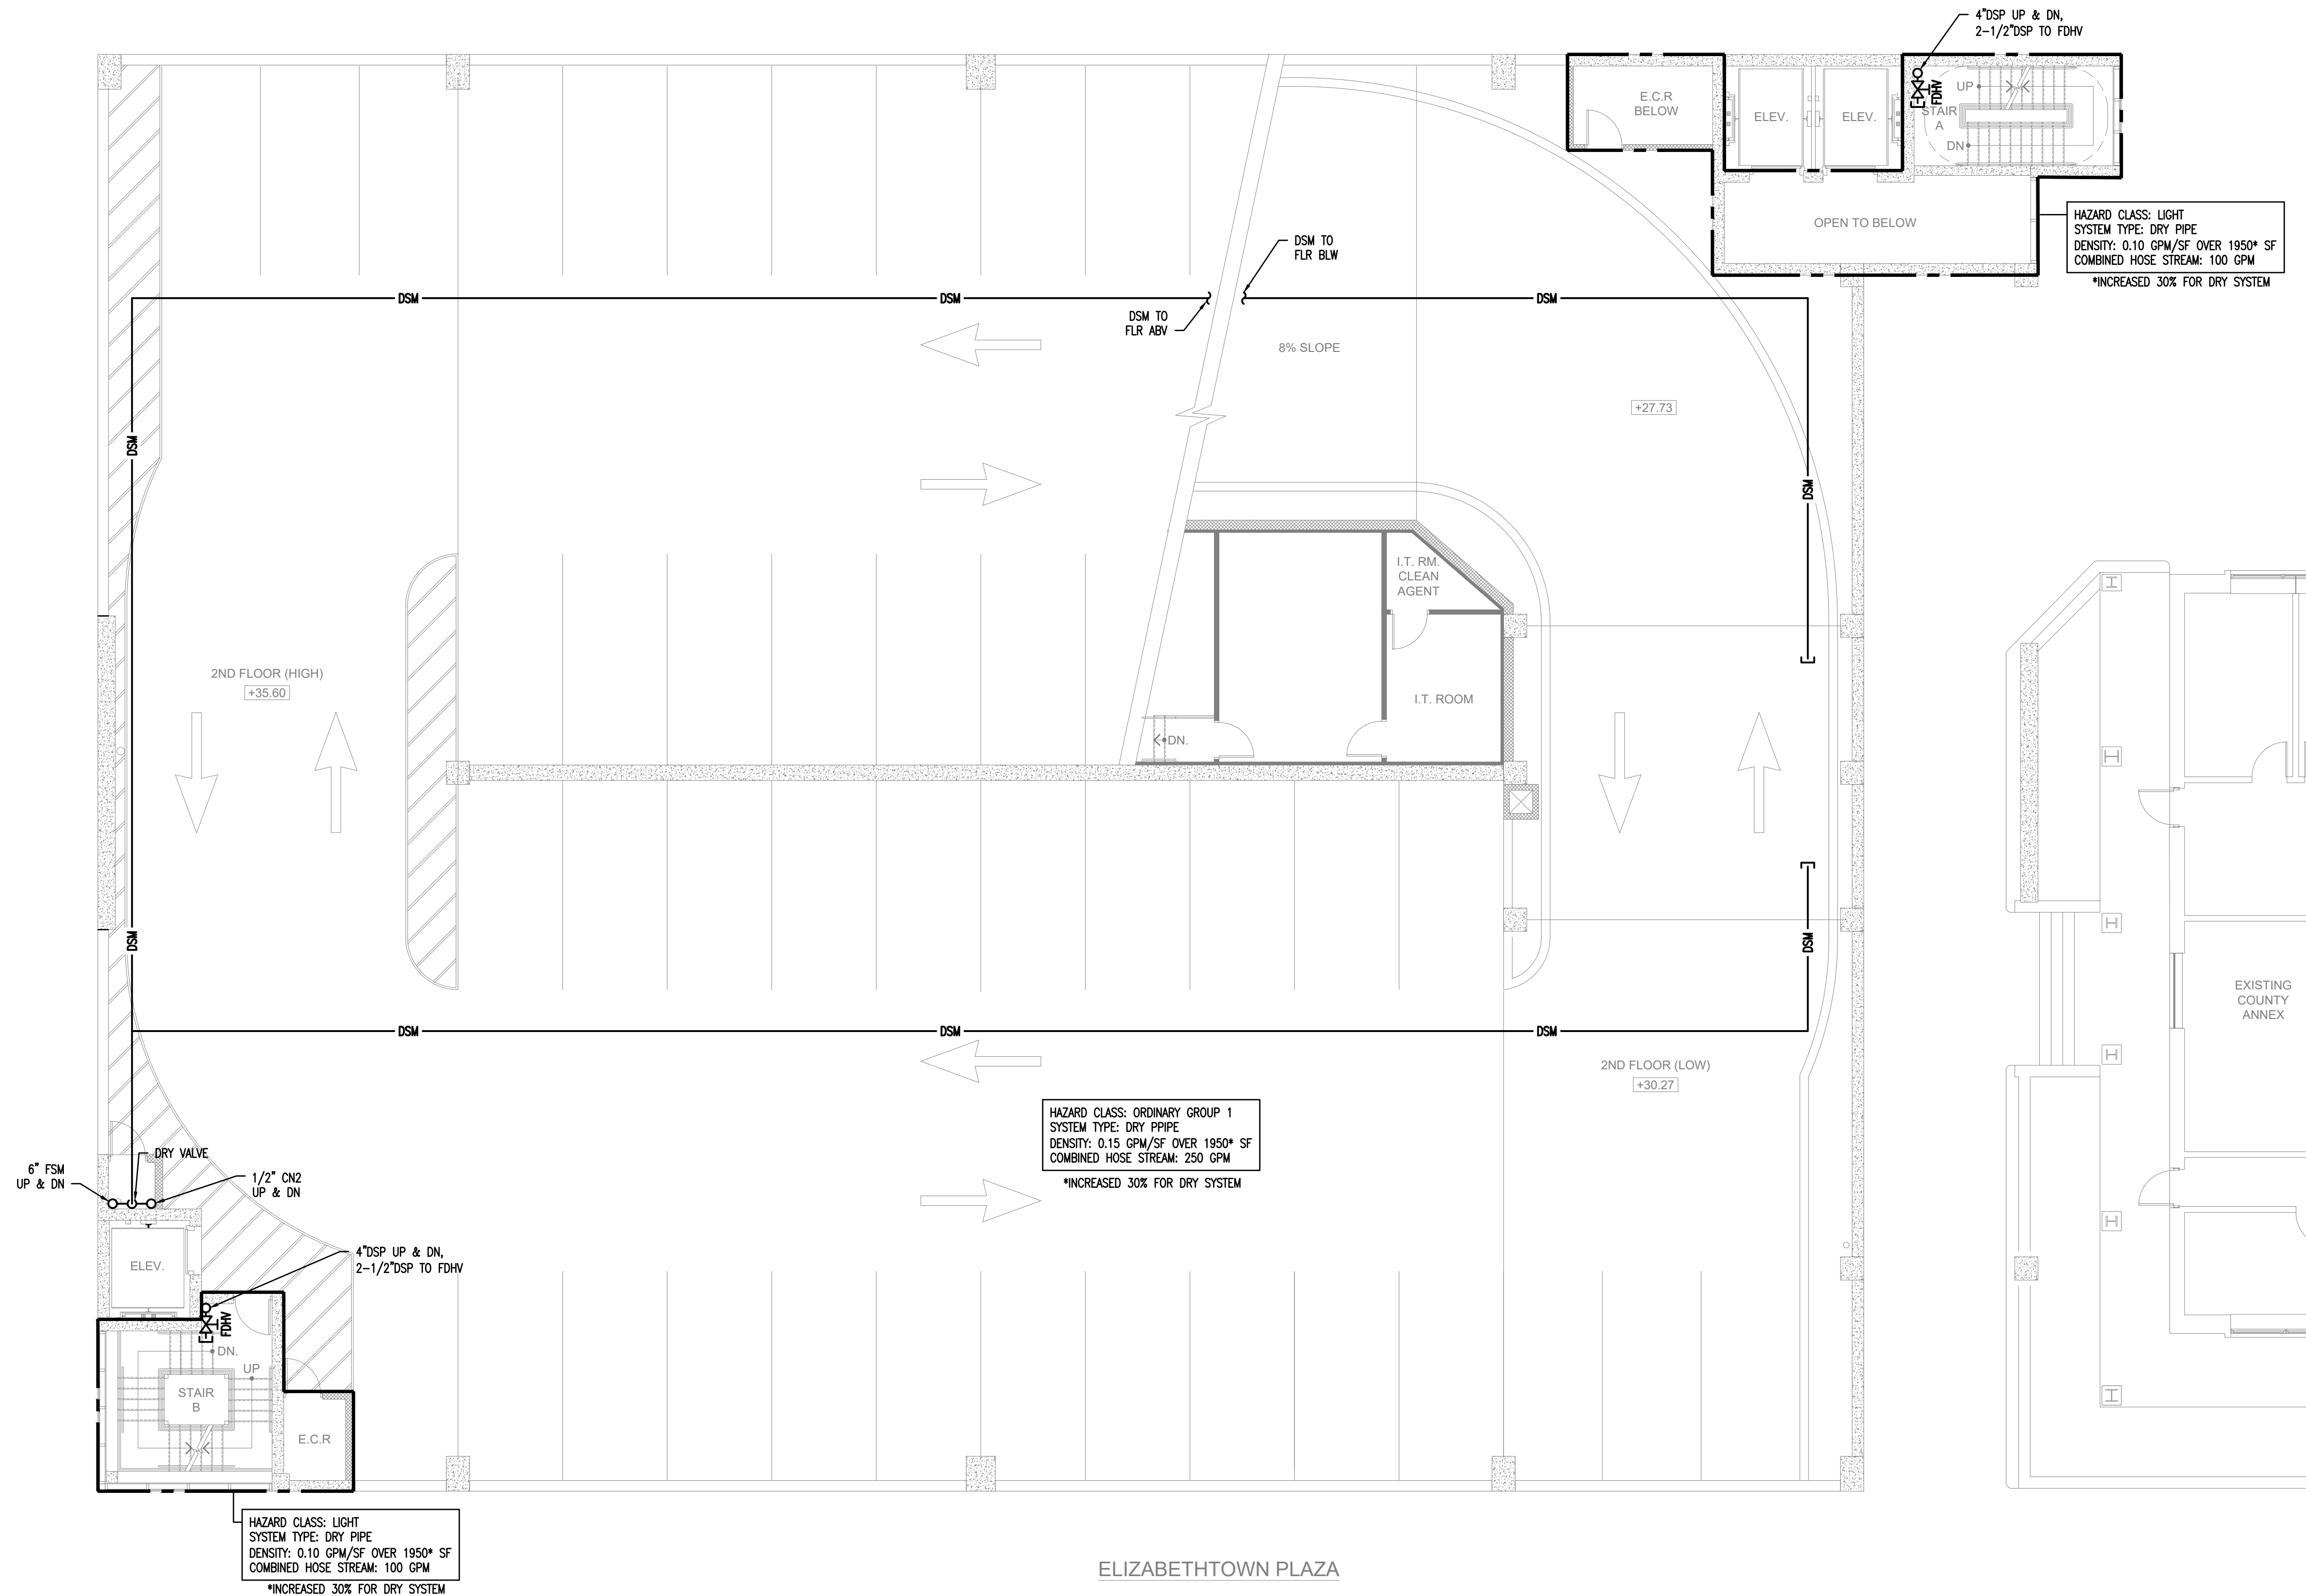 4"DSP UP & DN,
2-1/2"DSP TO FDHV
E.C.R
BELOW
ELEV.
ELEV.
FDHV
UP
STAIR
A
DN
OPEN TO BELOW
HAZARD CLASS: LIGHT
SYSTEM TYPE: DRY PIPE
DENSITY: 0.10 GPM/SF OVER 1950* SF
COMBINED HOSE STREAM: 100 GPM
*INCREASED 30% FOR DRY SYSTEM
DSM TO
FLR BLW
DSM
DSM
DSM
DSM TO
FLR ABV
8% SLOPE
+27.73
DSM
DSM
I.T. RM.
CLEAN
AGENT
2ND FLOOR (HIGH)
+35.60
I.T. ROOM
DN.
DSM
DSM
EXISTING
COUNTY
ANNEX
DSM
DSM
DSM
2ND FLOOR (LOW)
+30.27
HAZARD CLASS: ORDINARY GROUP 1
SYSTEM TYPE: DRY PPIPE
DENSITY: 0.15 GPM/SF OVER 1950* SF
COMBINED HOSE STREAM: 250 GPM
*INCREASED 30% FOR DRY SYSTEM
DRY VALVE
6" FSM
UP & DN
1/2" CN2
UP & DN
ELEV.
4"DSP UP & DN,
2-1/2"DSP TO FDHV
FDHV
DN.
UP
STAIR
B
E.C.R
HAZARD CLASS: LIGHT
SYSTEM TYPE: DRY PIPE
DENSITY: 0.10 GPM/SF OVER 1950* SF
COMBINED HOSE STREAM: 100 GPM
*INCREASED 30% FOR DRY SYSTEM
ELIZABETHTOWN PLAZA